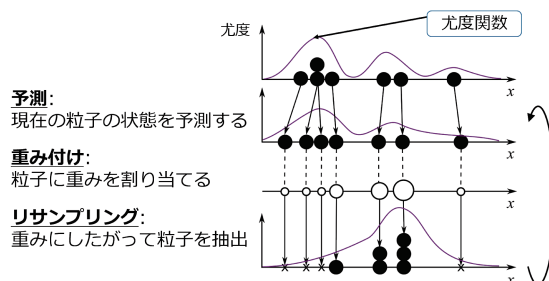 尤度
尤度関数
x
予測:
現在の粒子の状態を予測する
x
重み付け:
粒子に重みを割り当てる
x
リサンプリング:
重みにしたがって粒子を抽出
x